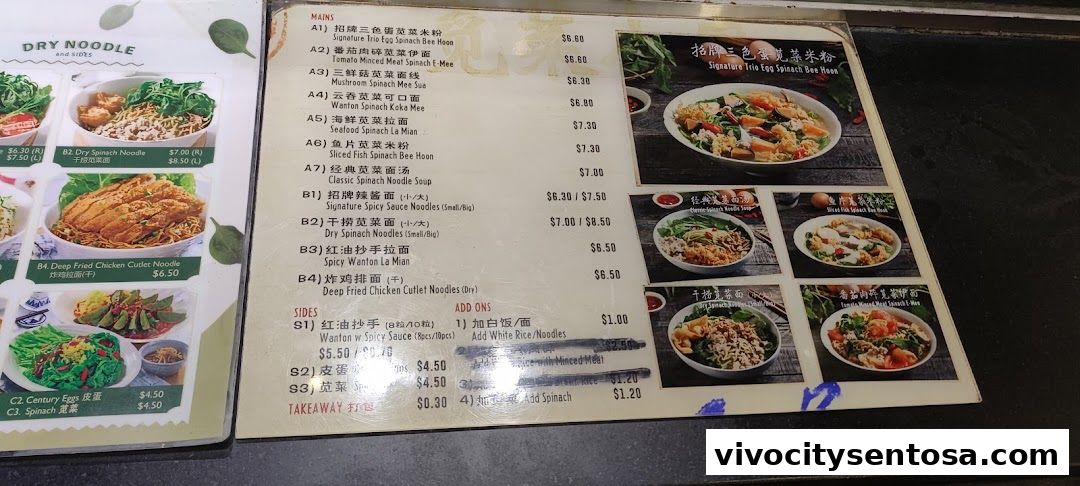 DRY NOODLE
and SIDES
$6.30 (R)
$7.50 (L)
B2. Dry Spinach Noodle $7.00 (R)
干捞苋菜面 $8.50 (L)
B4. Deep Fried Chicken Cutlet Noodle
炸鸡拉面(干) $6.50
C2. Century Eggs 皮蛋 $4.50
C3. Spinach 苋菜 $4.50
MAINS
A1) 招牌三色蛋苋菜米粉 $6.60
Signature Trio Egg Spinach Bee Hoon
A2) 番茄肉碎苋菜伊面 $6.60
Tomato Minced Meat Spinach E-Mee
A3) 三鲜菇苋菜面线 $6.30
Mushroom Spinach Mee Sua
A4) 云吞苋菜可口面 $6.80
Wanton Spinach Koka Mee
A5) 海鲜苋菜拉面 $7.30
Seafood Spinach La Mian
A6) 鱼片苋菜米粉 $7.30
Sliced Fish Spinach Bee Hoon
A7) 经典苋菜面汤 $7.00
Classic Spinach Noodle Soup
B1) 招牌辣酱面 (小/大) $6.30 / $7.50
Signature Spicy Sauce Noodles (Small/Big)
B2) 干捞苋菜面 (小/大) $7.00 / $8.50
Dry Spinach Noodles (Small/Big)
B3) 红油抄手拉面 $6.50
Spicy Wanton La Mian
B4) 炸鸡排面 (干) $6.50
Deep Fried Chicken Cutlet Noodles (Dry)
SIDES
S1) 红油抄手 (8粒/10粒)
Wanton w Spicy Sauce (8pcs/10pcs)
$5.50 /
S2) 皮蛋 $4.50
S3) 苋菜 $4.50
TAKEAWAY 打包 $0.30
ADD ONS
1) 加白饭/面 $1.00
Add White Rice/Noodles
with Minced Meat
$1.20
4) Add Spinach $1.20
招牌三色蛋苋菜米粉
Signature Trio Egg Spinach Bee Hoon
经典苋菜面汤
Classic Spinach Noodle Soup
鱼片苋菜米粉
Sliced Fish Spinach Bee Hoon
干捞苋菜面 (小/大)
Dry Spinach Noodles (Small/Big)
番茄肉碎苋菜伊面
Tomato Minced Meat Spinach E-Mee
vivocitysentosa.com